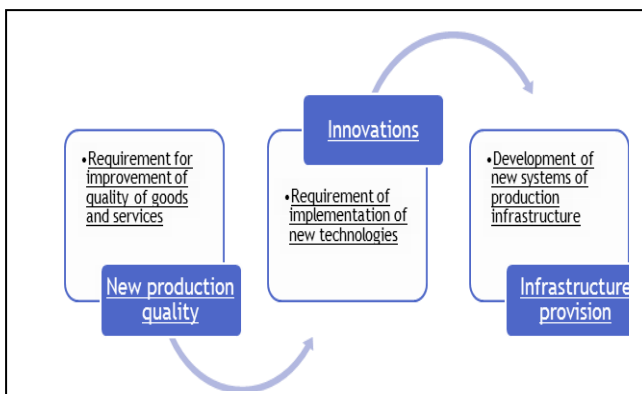 •Requirement for
improvement of
quality of goods
and services
New production
quality
Innovations
•Requirement of
implementation of
new technologies
•Development of
new systems of
production
infrastructure
Infrastructure
provision